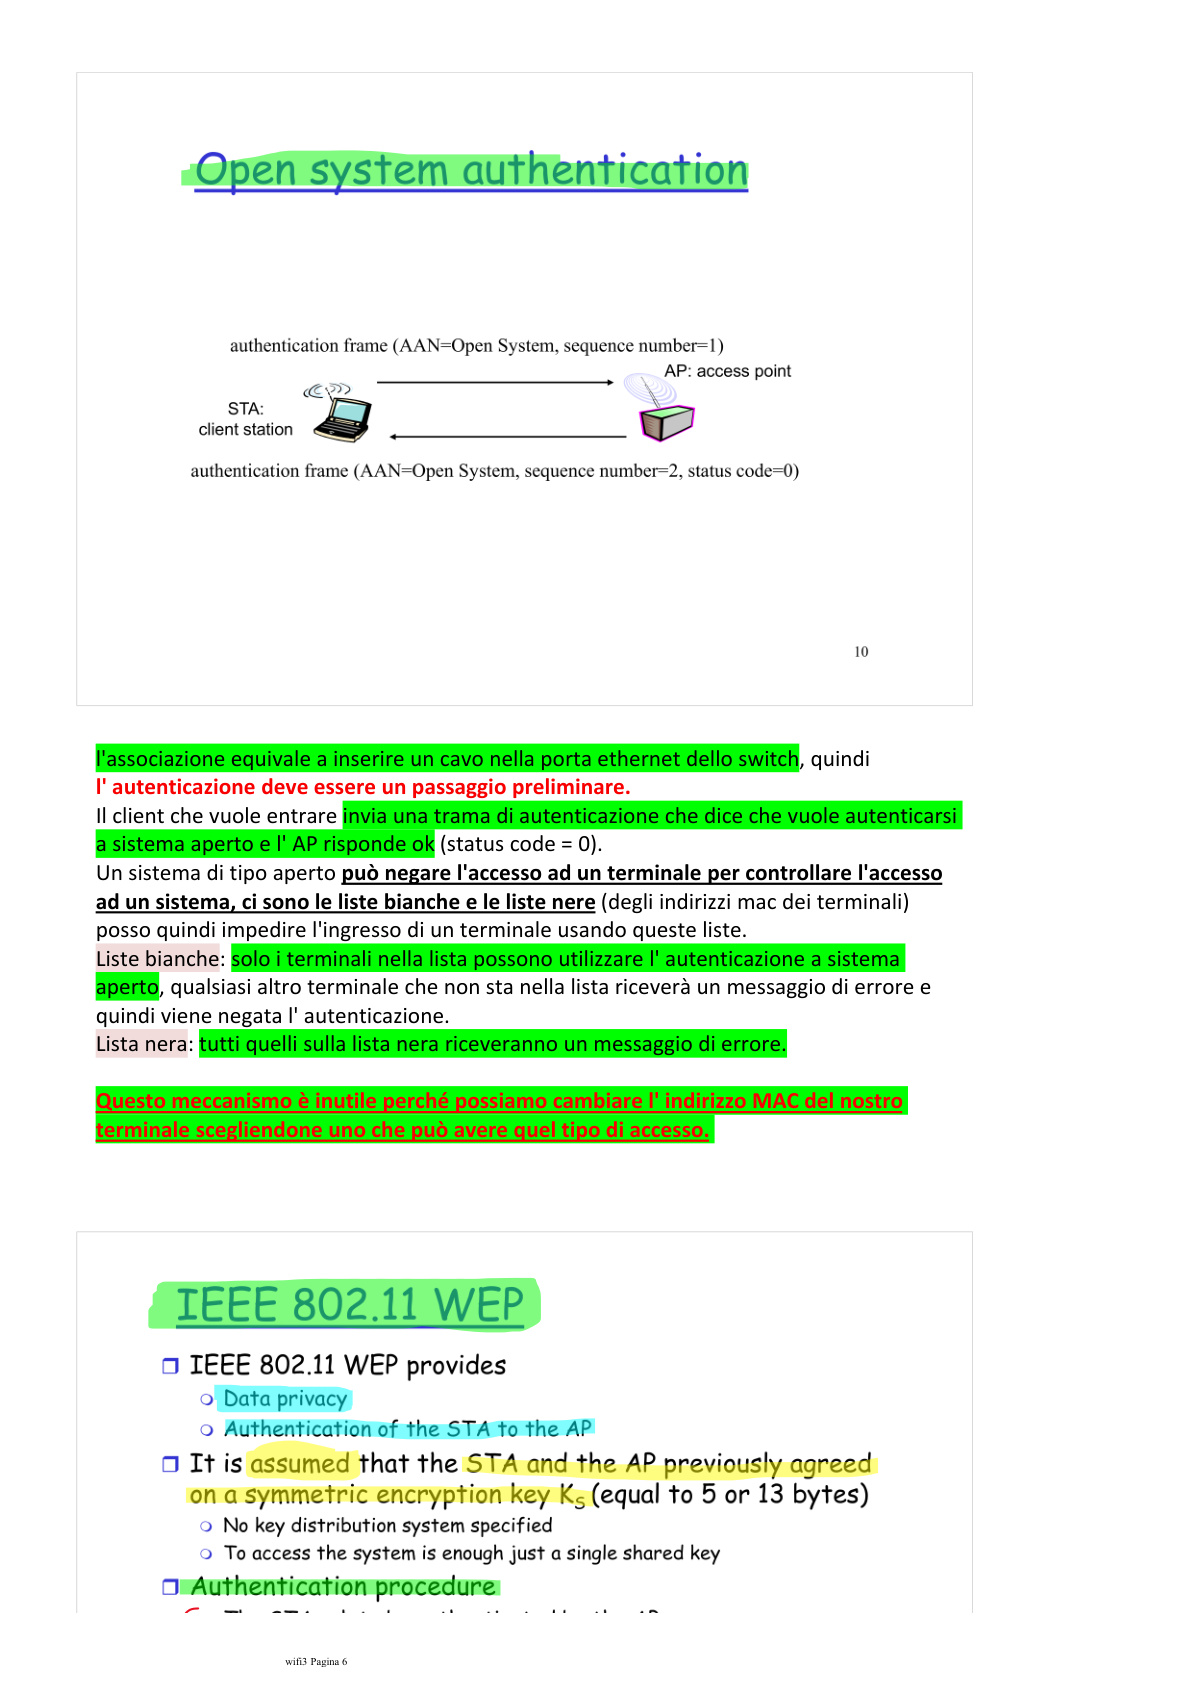 Open system authentication
authentication frame (AAN=Open System, sequence number=1)
AP: access point
STA:
client station
authentication frame (AAN=Open System, sequence number=2, status code=0)
10
l'associazione equivale a inserire un cavo nella porta ethernet dello switch, quindi
l' autenticazione deve essere un passaggio preliminare.
Il client che vuole entrare invia una trama di autenticazione che dice che vuole autenticarsi
a sistema aperto e l' AP risponde ok (status code = 0).
Un sistema di tipo aperto può negare l'accesso ad un terminale per controllare l'accesso
ad un sistema, ci sono le liste bianche e le liste nere (degli indirizzi mac dei terminali)
posso quindi impedire l'ingresso di un terminale usando queste liste.
Liste bianche: solo i terminali nella lista possono utilizzare l' autenticazione a sistema
aperto, qualsiasi altro terminale che non sta nella lista riceverà un messaggio di errore e
quindi viene negata l' autenticazione.
Lista nera: tutti quelli sulla lista nera riceveranno un messaggio di errore.
Questo meccanismo è inutile perché possiamo cambiare l' indirizzo MAC del nostro
terminale scegliendone uno che può avere quel tipo di accesso.
IEEE 802.11 WEP
IEEE 802.11 WEP provides
Data privacy
Authentication of the STA to the AP
It is assumed that the STA and the AP previously agreed
on a symmetric encryption key KS (equal to 5 or 13 bytes)
No key distribution system specified
To access the system is enough just a single shared key
Authentication procedure
wifi3 Pagina 6